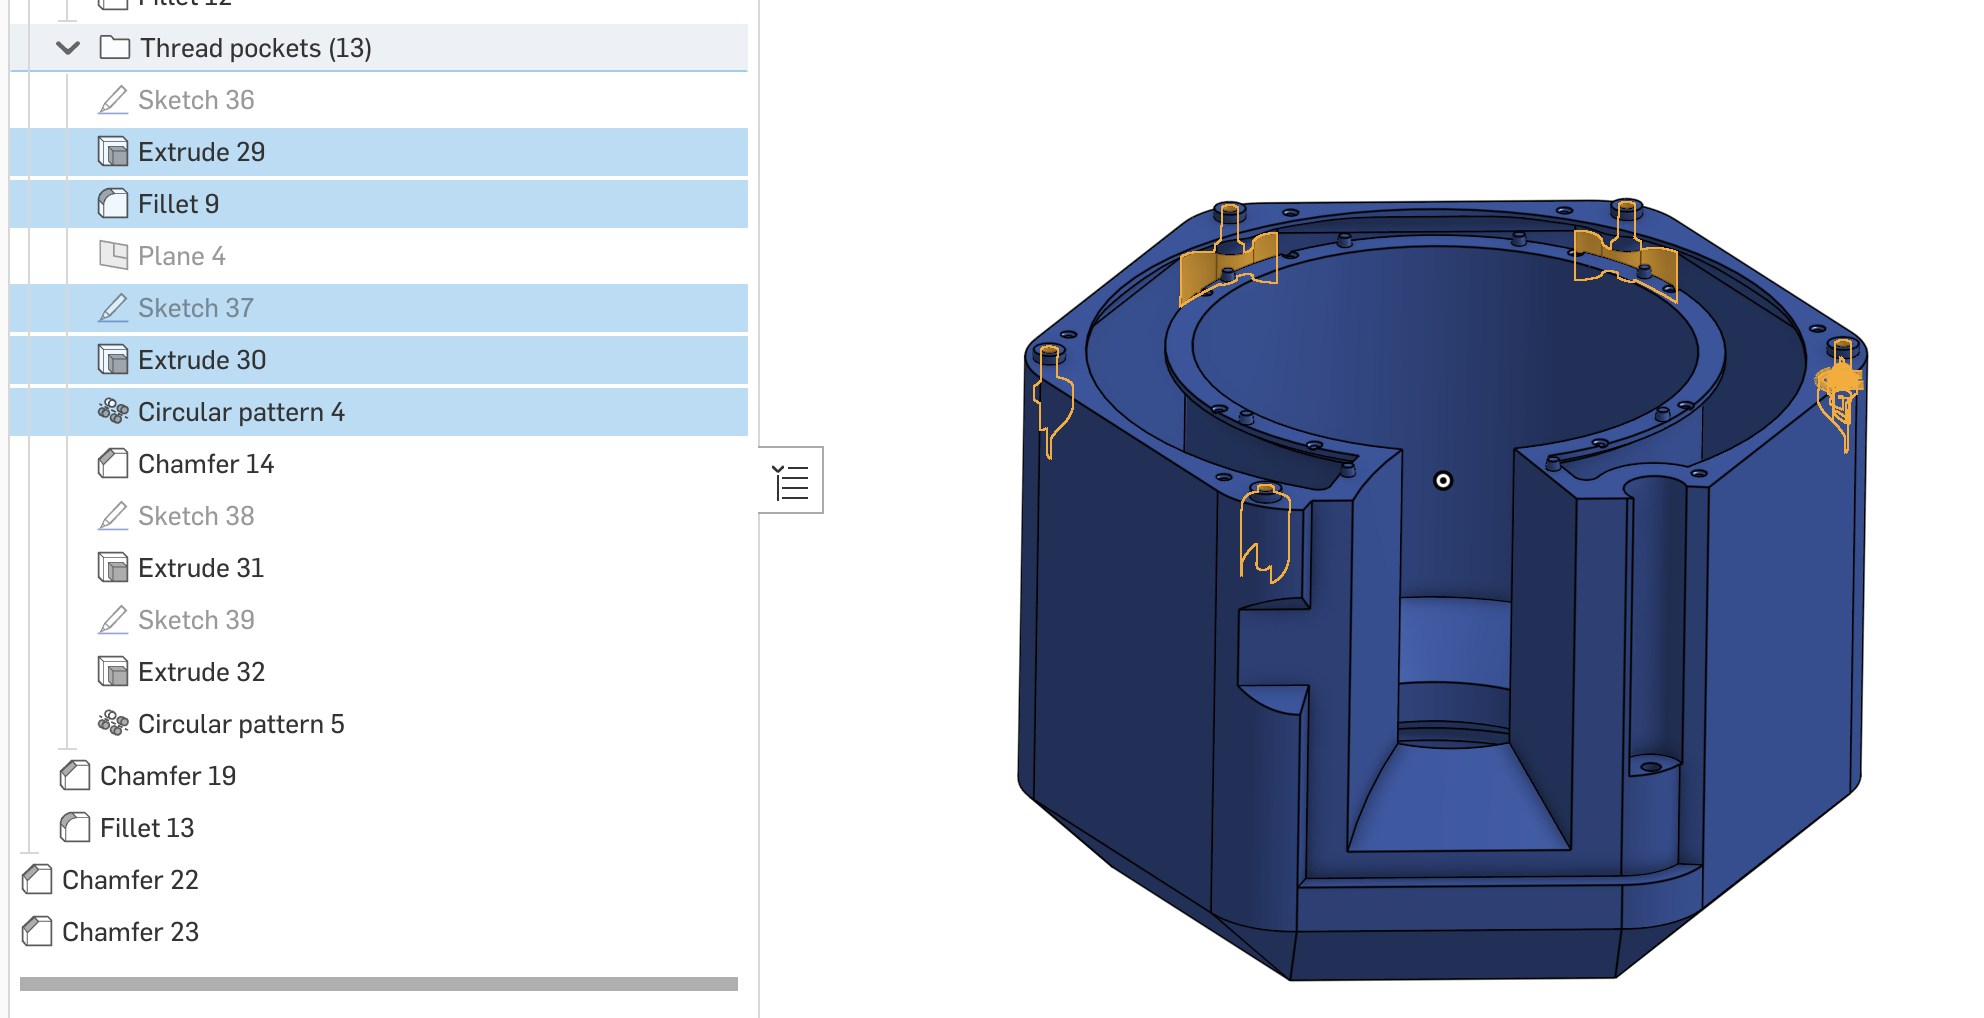 Fillet 12
Thread pockets (13)
Sketch 36
Extrude 29
Fillet 9
Plane 4
Sketch 37
Extrude 30
Circular pattern 4
Chamfer 14
Sketch 38
Extrude 31
Sketch 39
Extrude 32
Circular pattern 5
Chamfer 19
Fillet 13
Chamfer 22
Chamfer 23